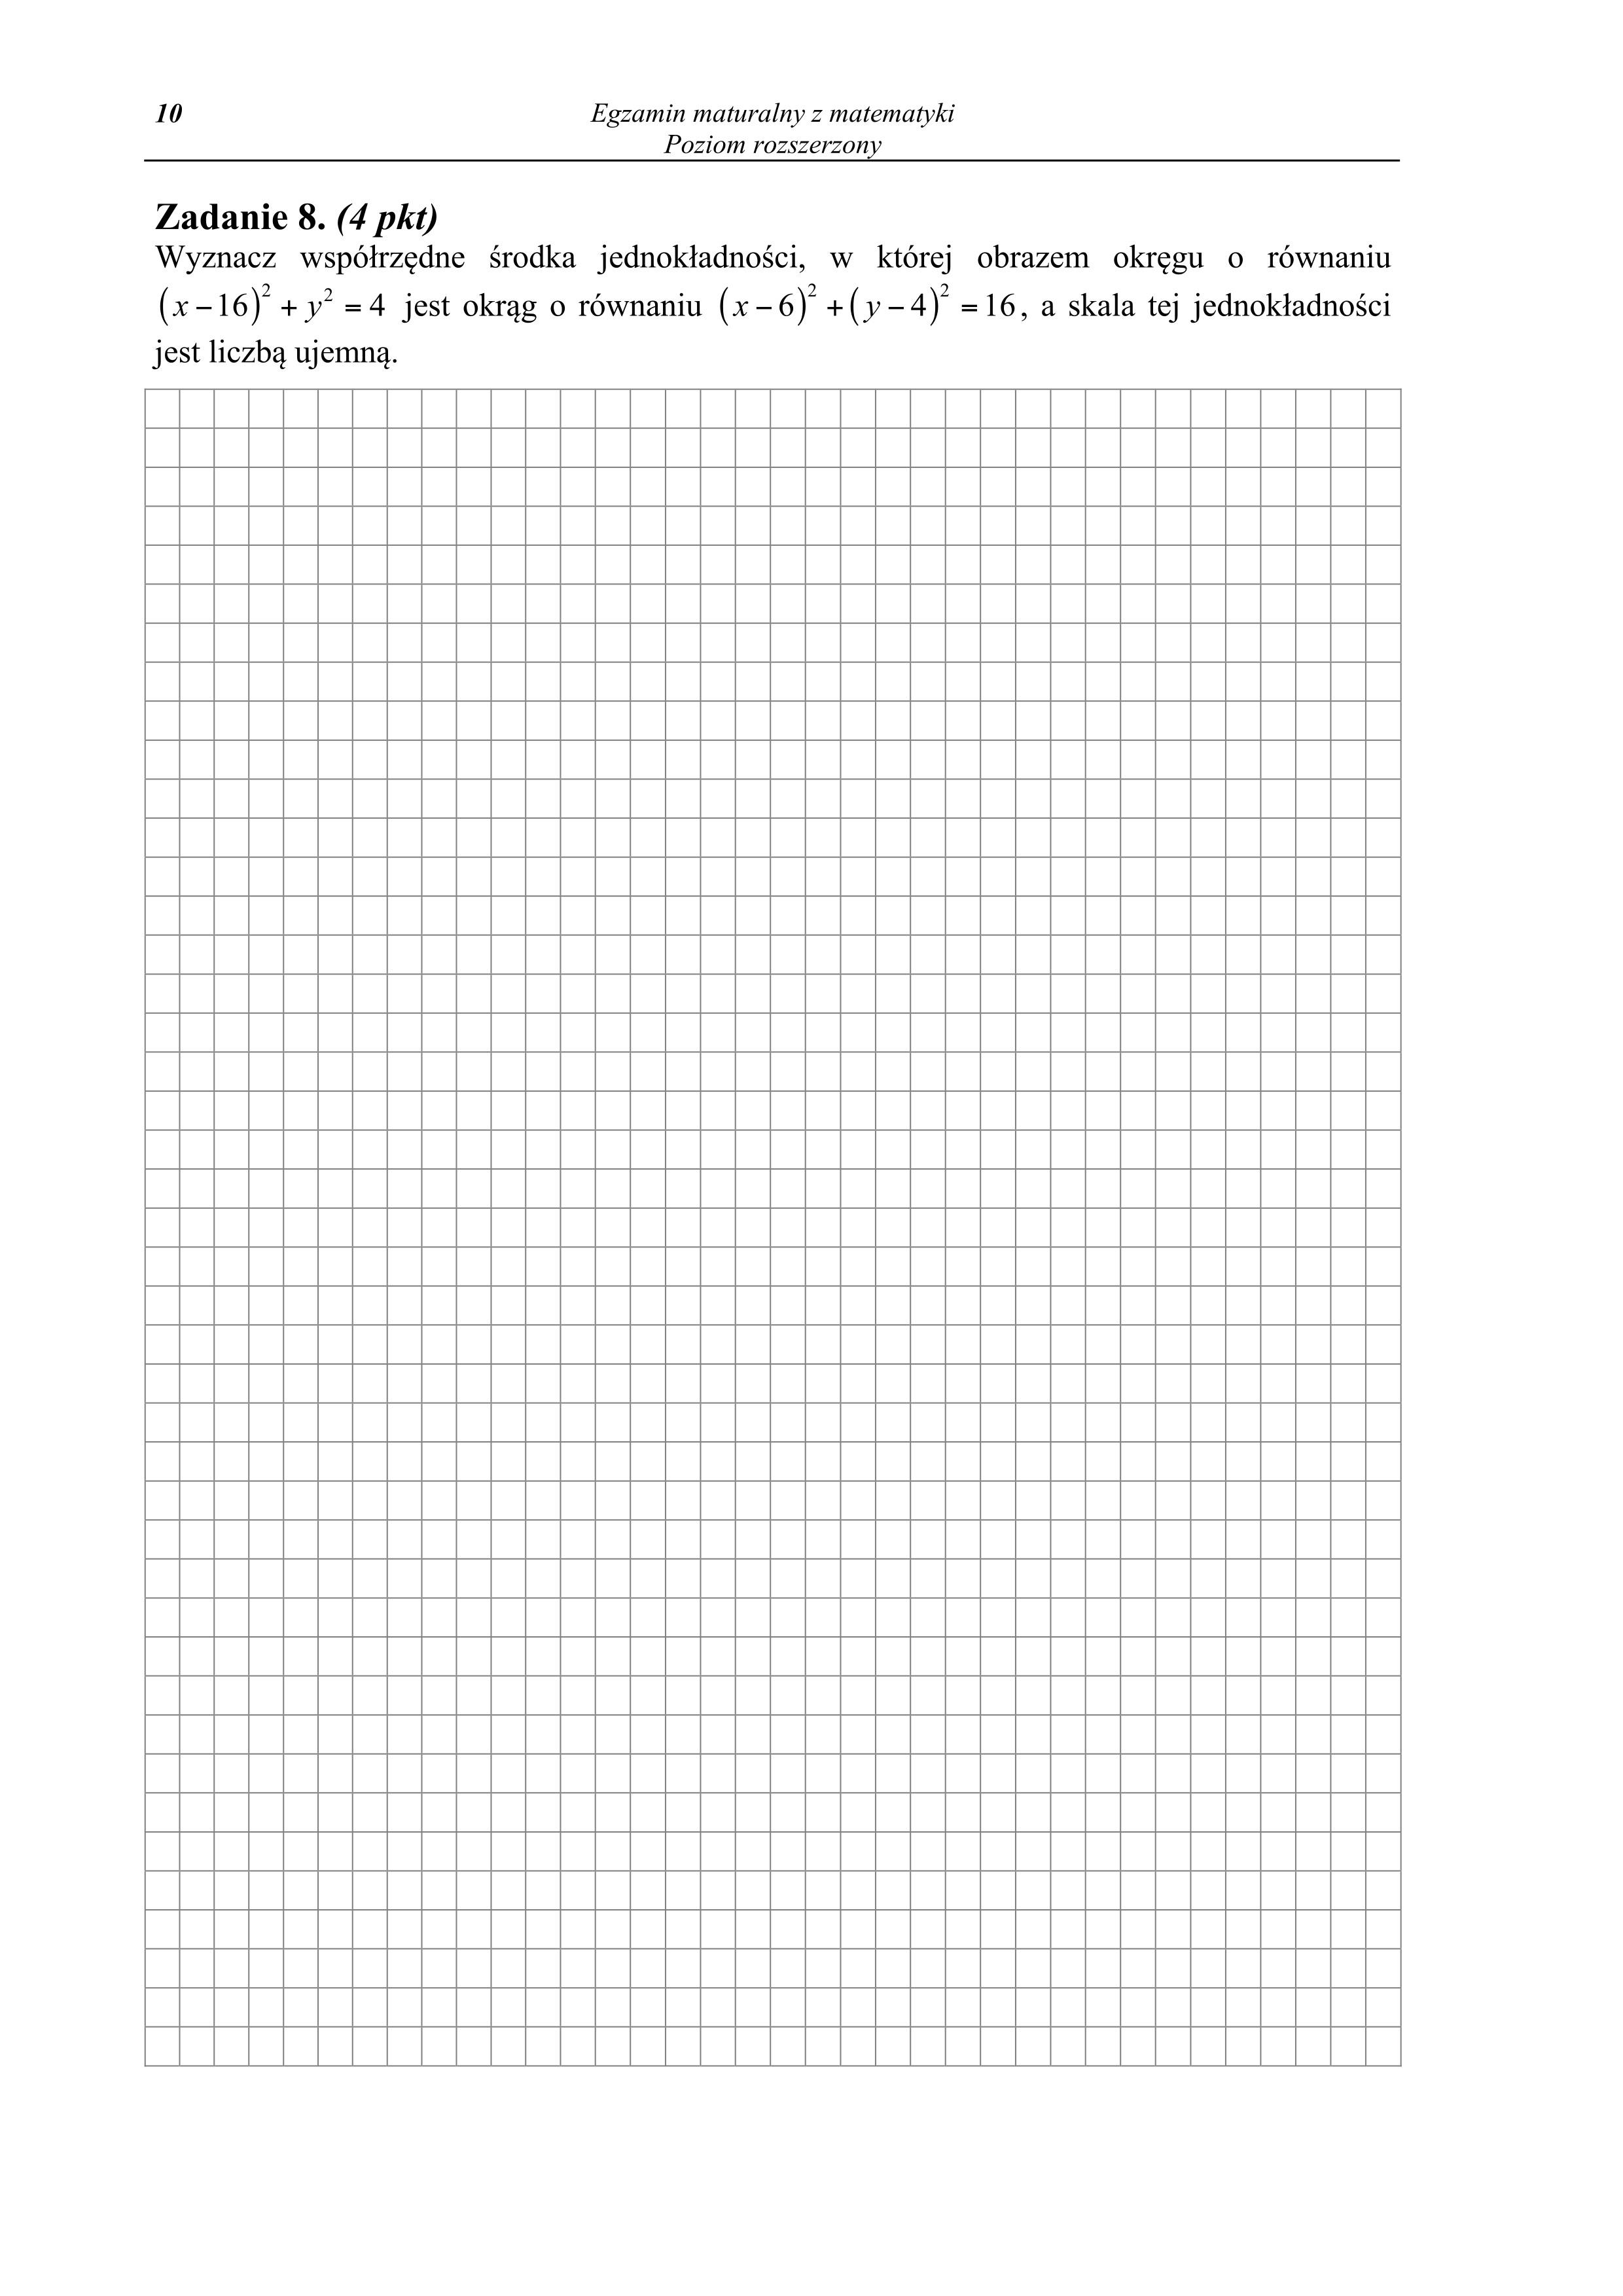 10
Egzamin maturalny z matematyki
Poziom rozszerzony
Zadanie 8. (4 pkt)
Wyznacz współrzędne środka jednokładności, w której obrazem okręgu o równaniu
(x − 16)² + y² = 4 jest okrąg o równaniu (x − 6)² + (y − 4)² = 16, a skala tej jednokładności
jest liczbą ujemną.